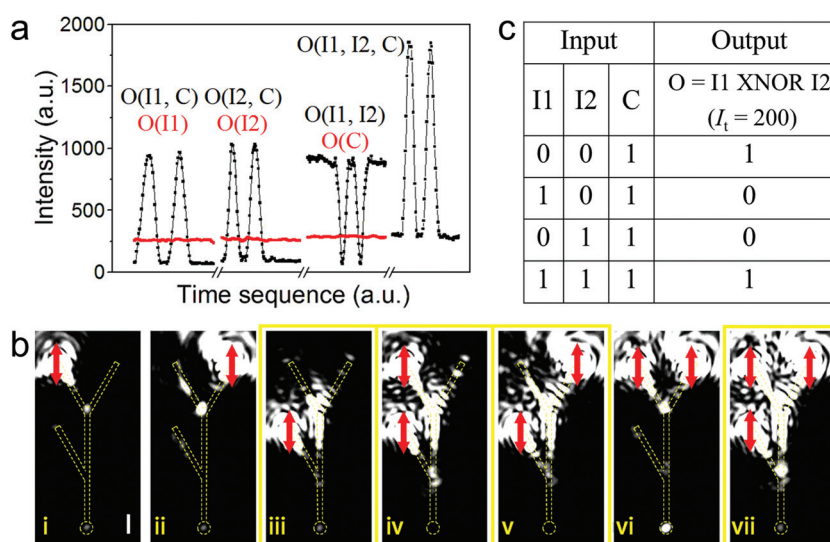 a
2000
1500
1000
500
0
Intensity (a.u.)
O(I1, I2, C)
O(I1, C) O(I2, C) O(I1, I2)
O(I1) O(I2) O(C)
Time sequence (a.u.)
c
Input Output
I1 I2 C O = I1 XNOR I2
(It = 200)
0 0 1 1
1 0 1 0
0 1 1 0
1 1 1 1
b
i ii iii iv v vi vii